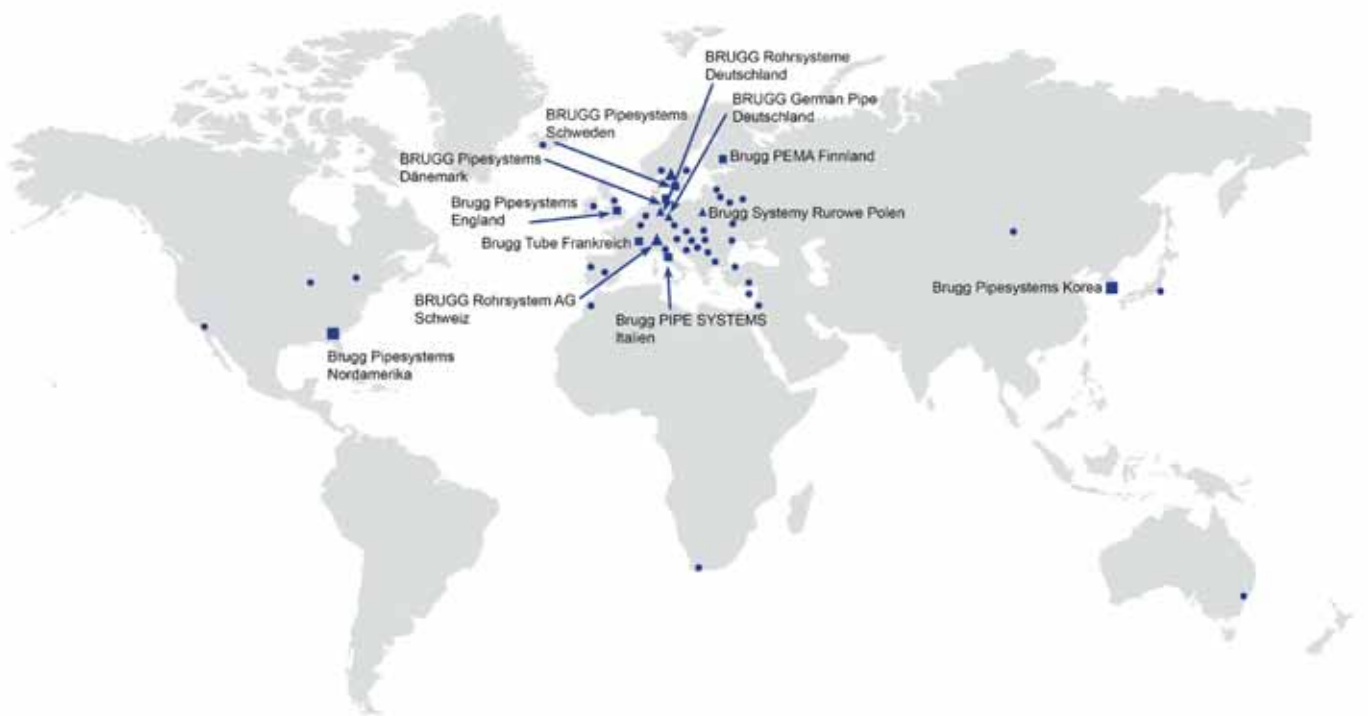 BRUGG Rohrsysteme
Deutschland
BRUGG German Pipe
Deutschland
BRUGG Pipesystems
Schweden
BRUGG Pipesystems
Dänemark
Brugg PEMA Finnland
Brugg Pipesystems
England
Brugg Systemy Rurowe Polen
Brugg Tube Frankreich
BRUGG Rohrsystem AG
Schweiz
Brugg PIPE SYSTEMS
Italien
Brugg Pipesystems Korea
Brugg Pipesystems
Nordamerika